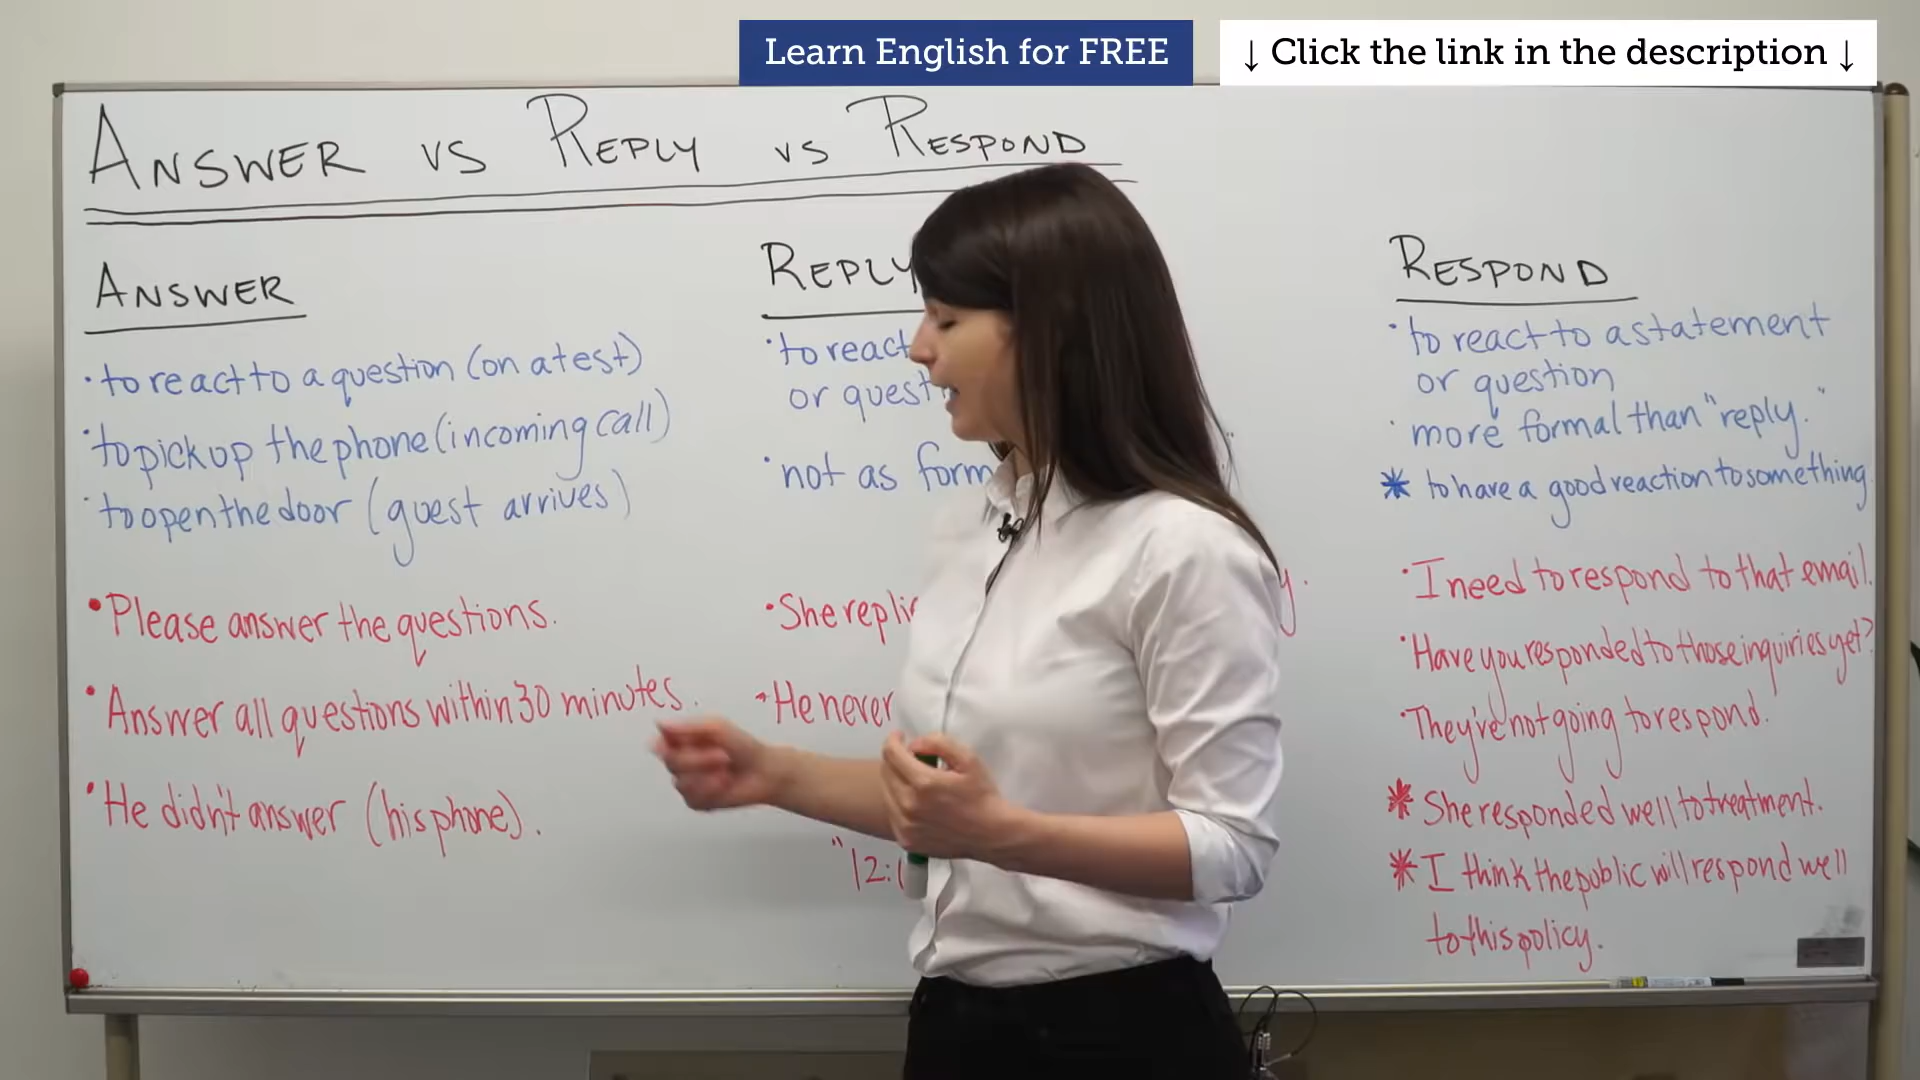 Learn English for FREE
↓ Click the link in the description ↓
ANSWER VS REPLY VS RESPOND
ANSWER
• to react to a question (on a test)
• to pick up the phone (incoming call)
• to open the door (guest arrives)
• Please answer the questions.
• Answer all questions within 30 minutes.
• He didn't answer (his phone).
REPLY
• to react
or quest
• not as form
• She repli
• He never
"12:
RESPOND
• to react to a statement
or question
• more formal than "reply."
* to have a good reaction to something
• I need to respond to that email.
• Have you responded to those inquiries yet?
• They're not going to respond.
* She responded well to treatment.
* I think the public will respond well
to this policy.